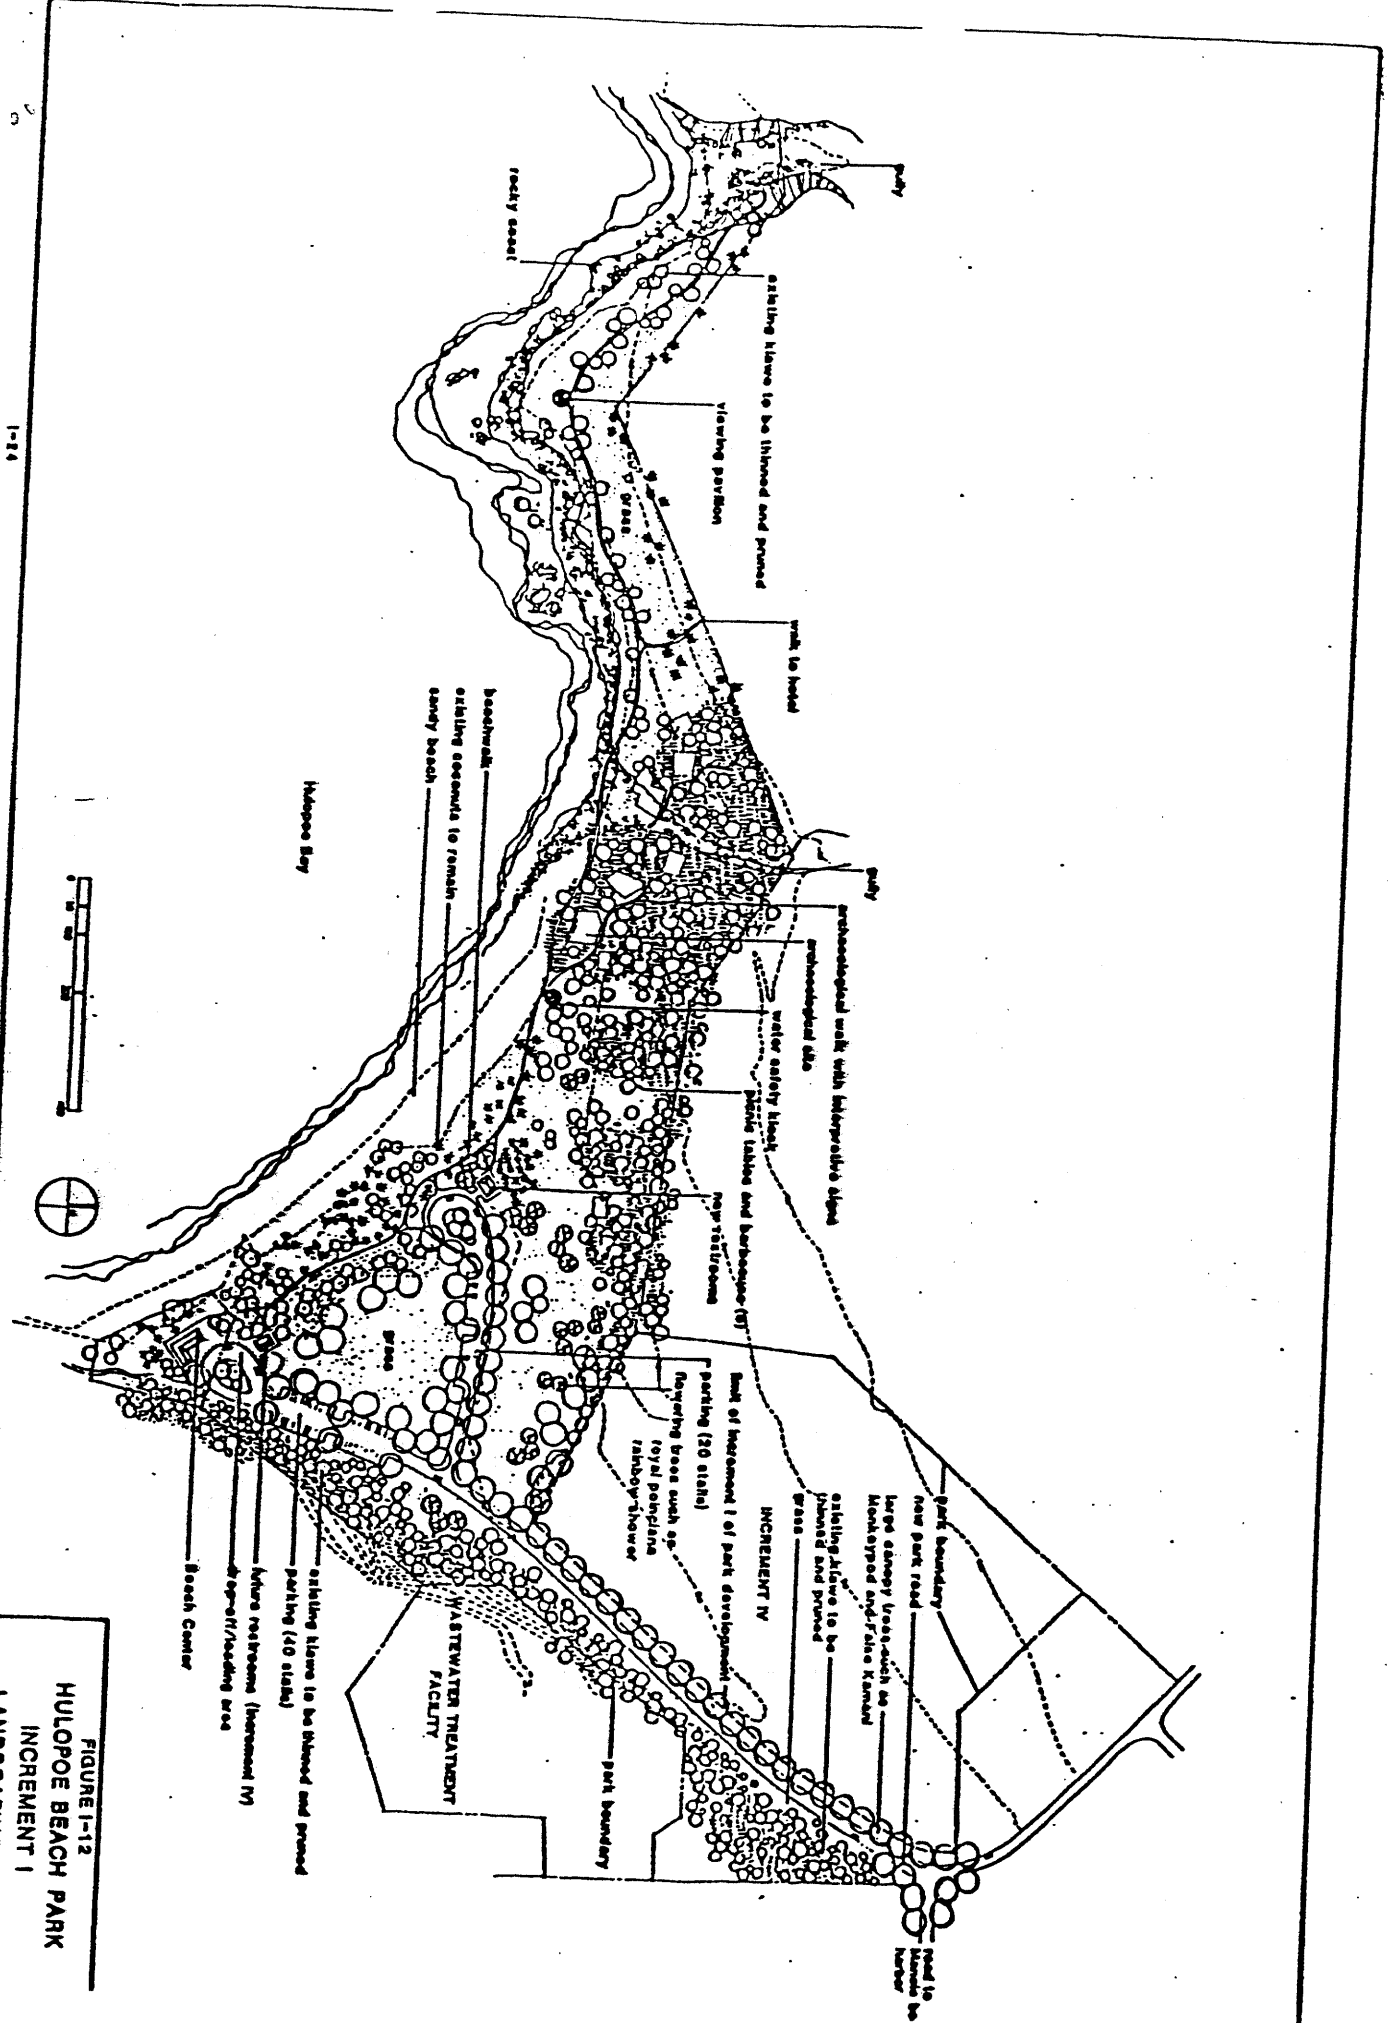 gully
rocky coast
existing kiawe to be thinned and pruned
viewing pavilion
grass
walk to hotel
beachwalk
existing coconuts to remain
sandy beach
Hulopoe Bay
gully
archaeological walk with interpretive signs
archaeological site
water safety kiosk
picnic tables and barbeques
new restrooms
grass
limit of Increment I of park development
parking (20 stalls)
flowering trees such as
royal poinciana
rainbow shower
INCREMENT IV
park boundary
new park road
large canopy trees such as
Monkeypod and False Kamani
existing kiawe to be
thinned and pruned
grass
WASTEWATER TREATMENT
FACILITY
park boundary
existing kiawe to be thinned and pruned
parking (40 stalls)
future restrooms (Increment IV)
drop-off/loading area
Beach Center
road to
Manele
harbor
FIGURE I-12
HULOPOE BEACH PARK
INCREMENT I